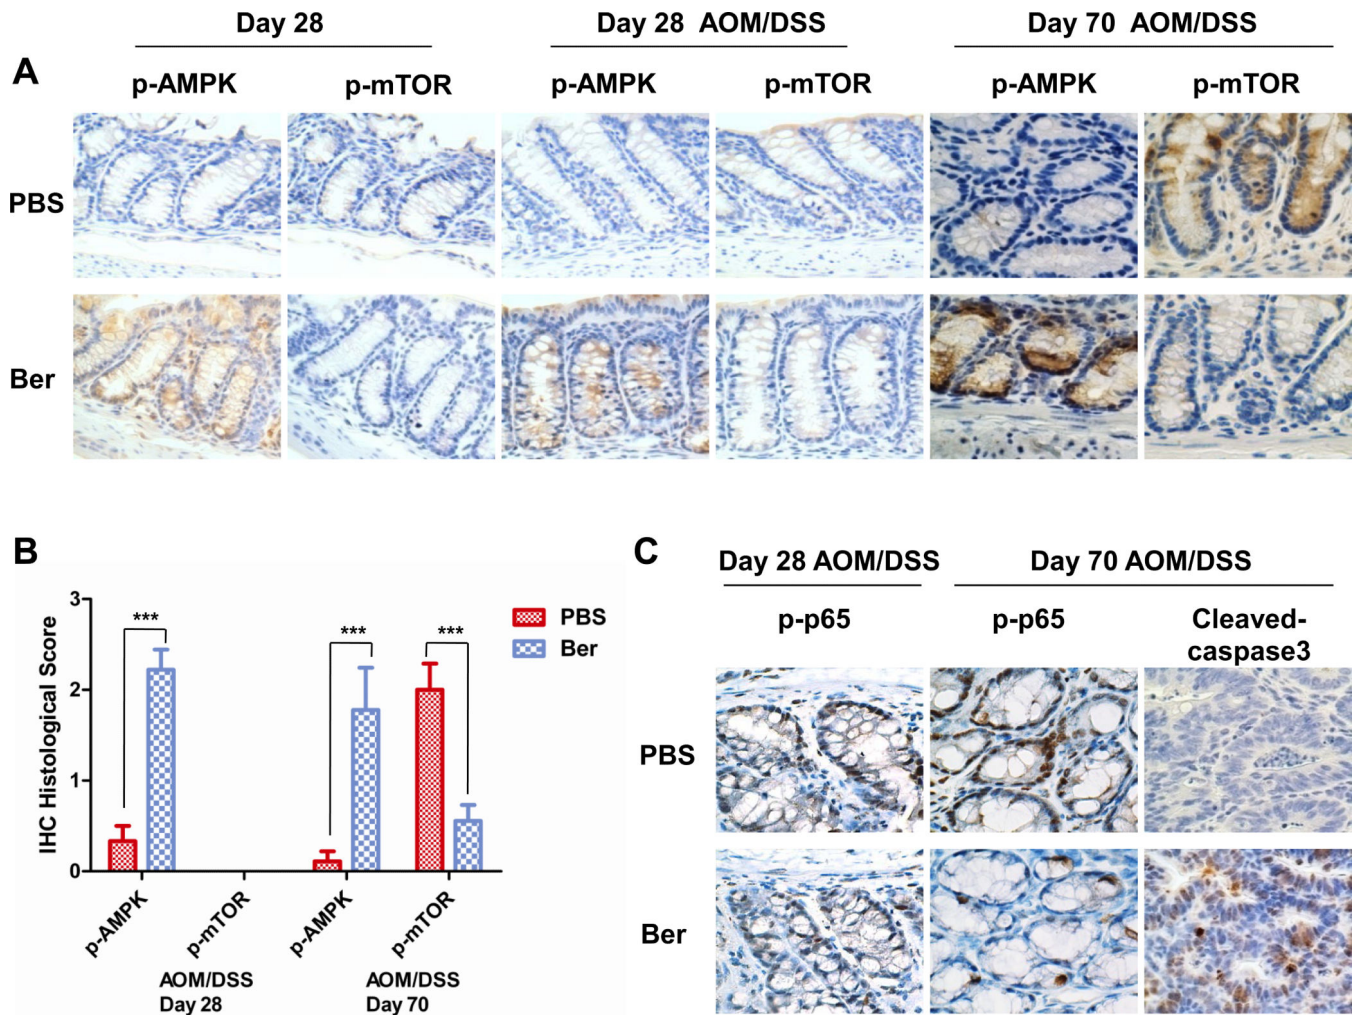 Day 28
Day 28 AOM/DSS
Day 70 AOM/DSS
A
p-AMPK
p-mTOR
p-AMPK
p-mTOR
p-AMPK
p-mTOR
PBS
Ber
B
IHC Histological Score
3
2
1
0
***
***
***
PBS
Ber
p-AMPK
p-mTOR
p-AMPK
p-mTOR
AOM/DSS
Day 28
AOM/DSS
Day 70
C
Day 28 AOM/DSS
Day 70 AOM/DSS
p-p65
p-p65
Cleaved-
caspase3
PBS
Ber